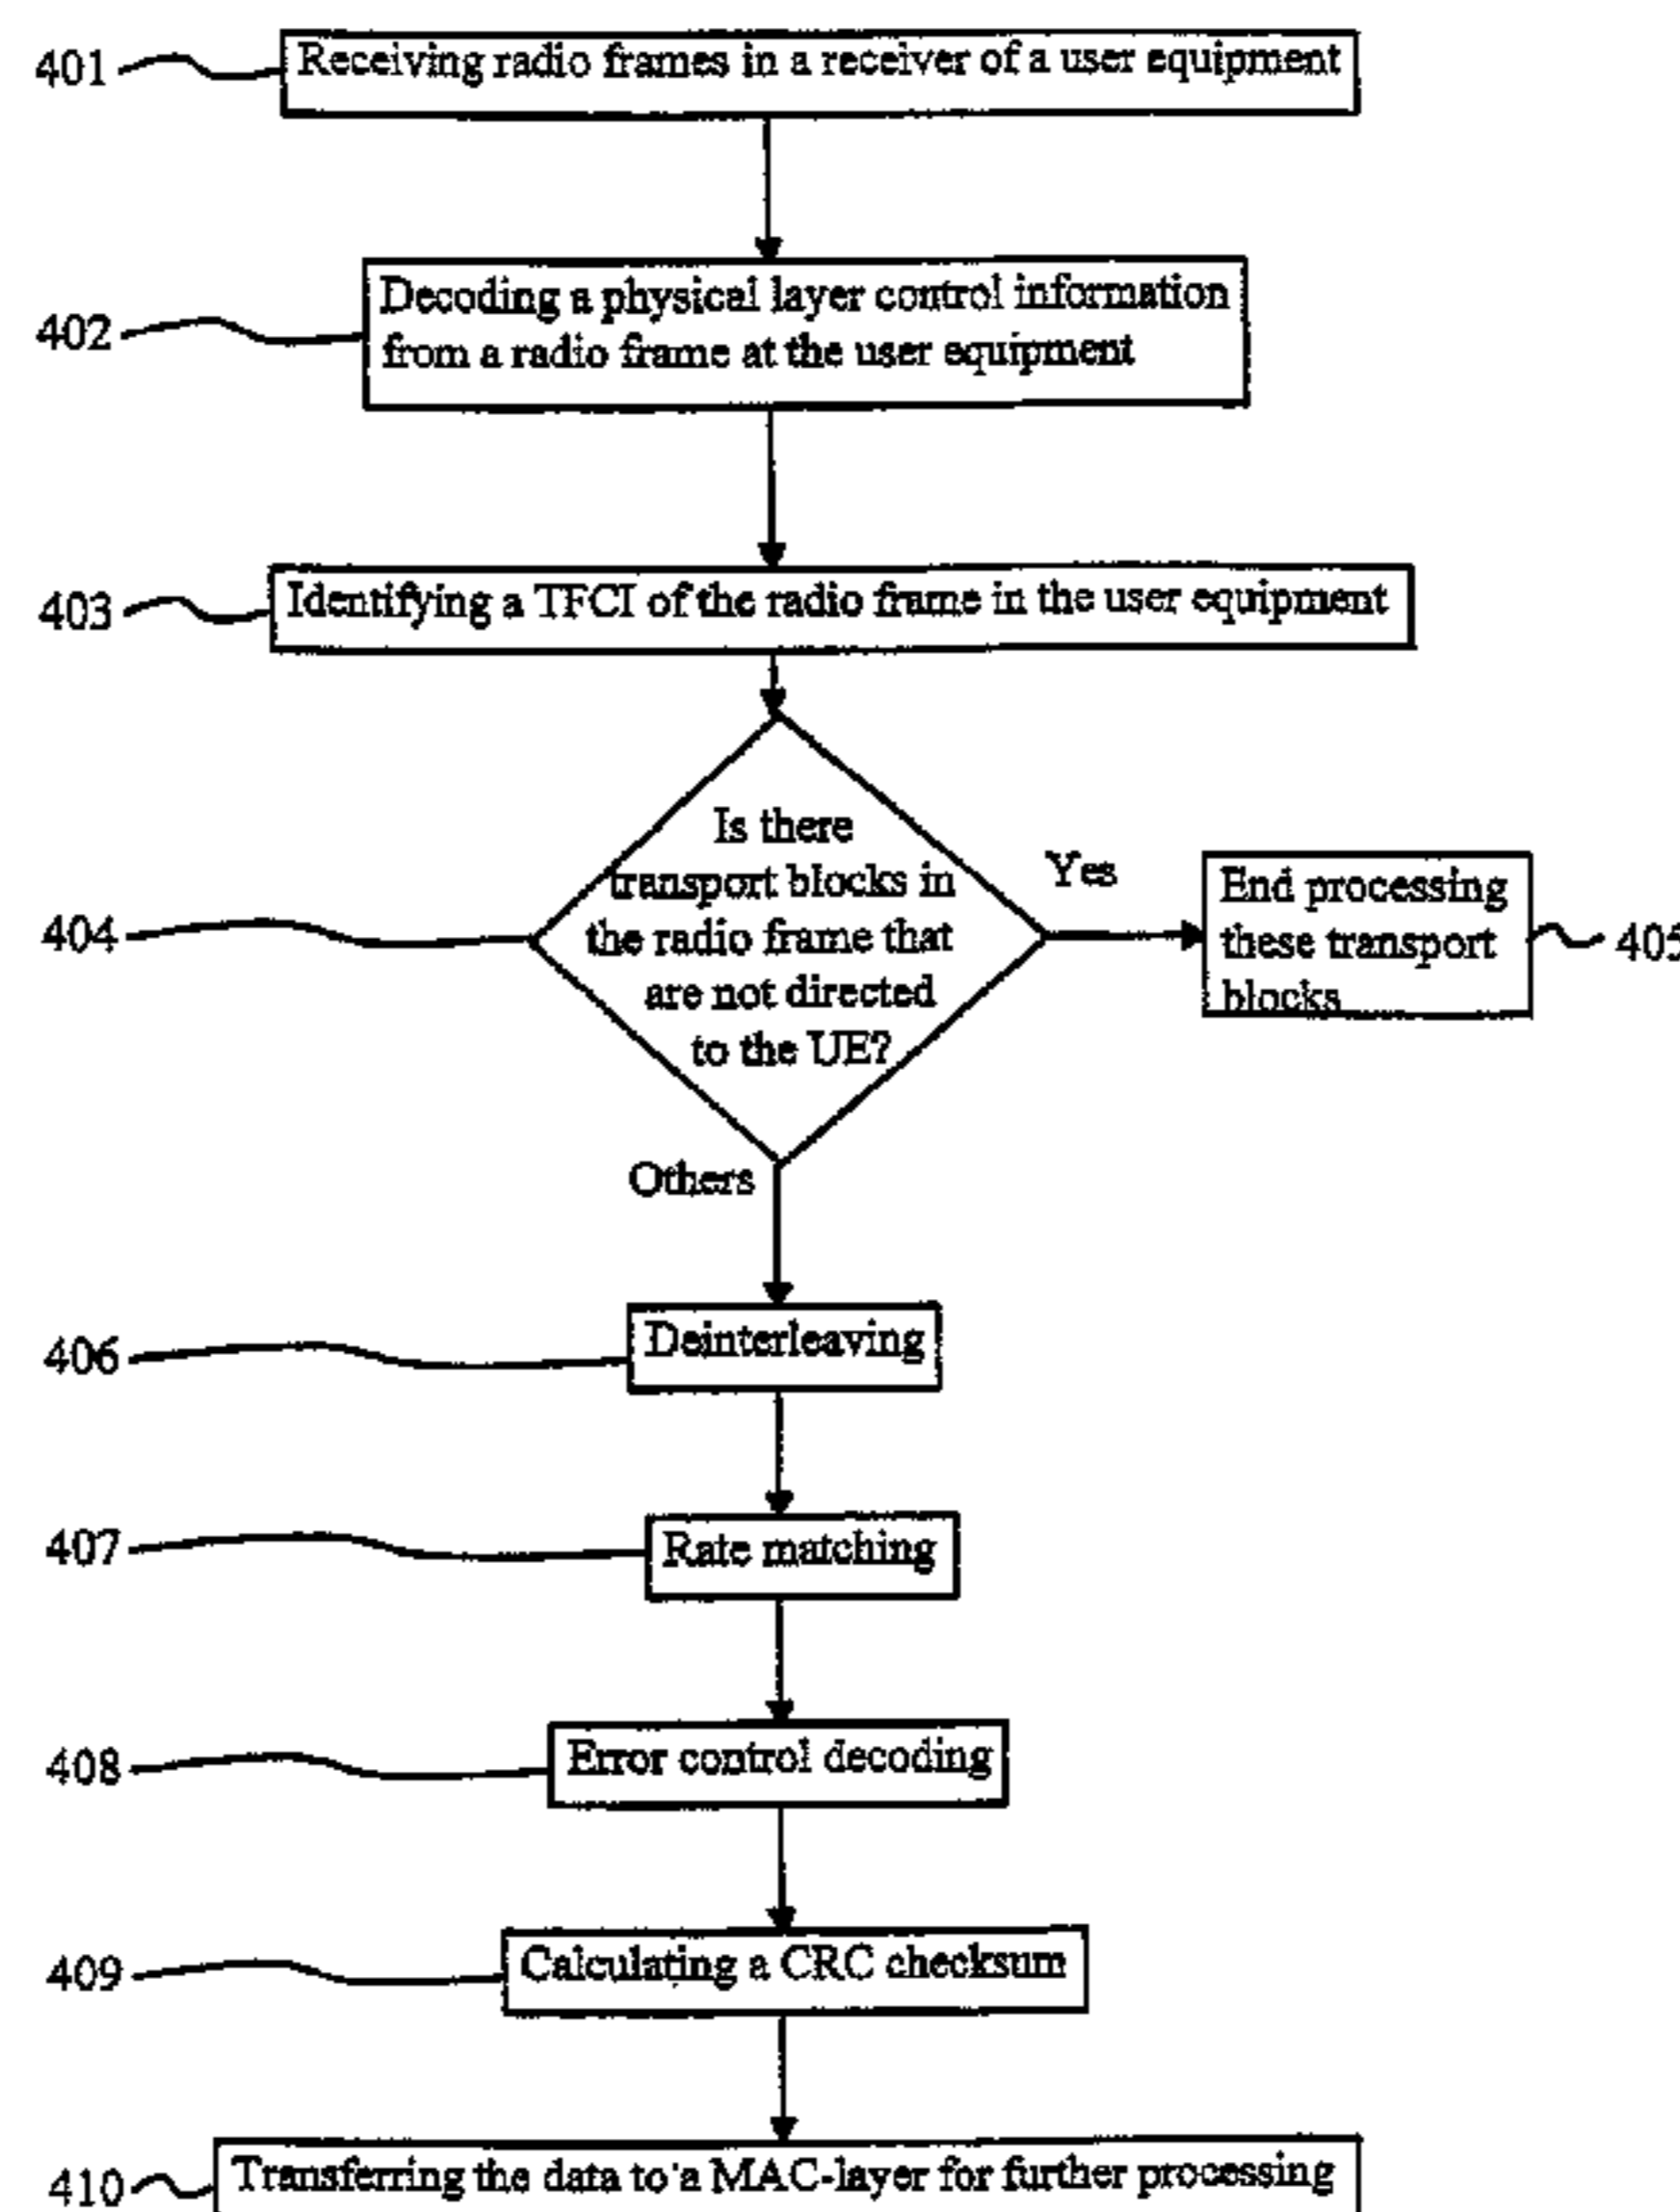 401
Receiving radio frames in a receiver of a user equipment
402
Decoding a physical layer control information
from a radio frame at the user equipment
403
Identifying a TFCI of the radio frame in the user equipment
404
Is there
transport blocks in
the radio frame that
are not directed
to the UE?
Yes
End processing
these transport
blocks
405
Others
406
Deinterleaving
407
Rate matching
408
Error control decoding
409
Calculating a CRC checksum
410
Transferring the data to a MAC-layer for further processing